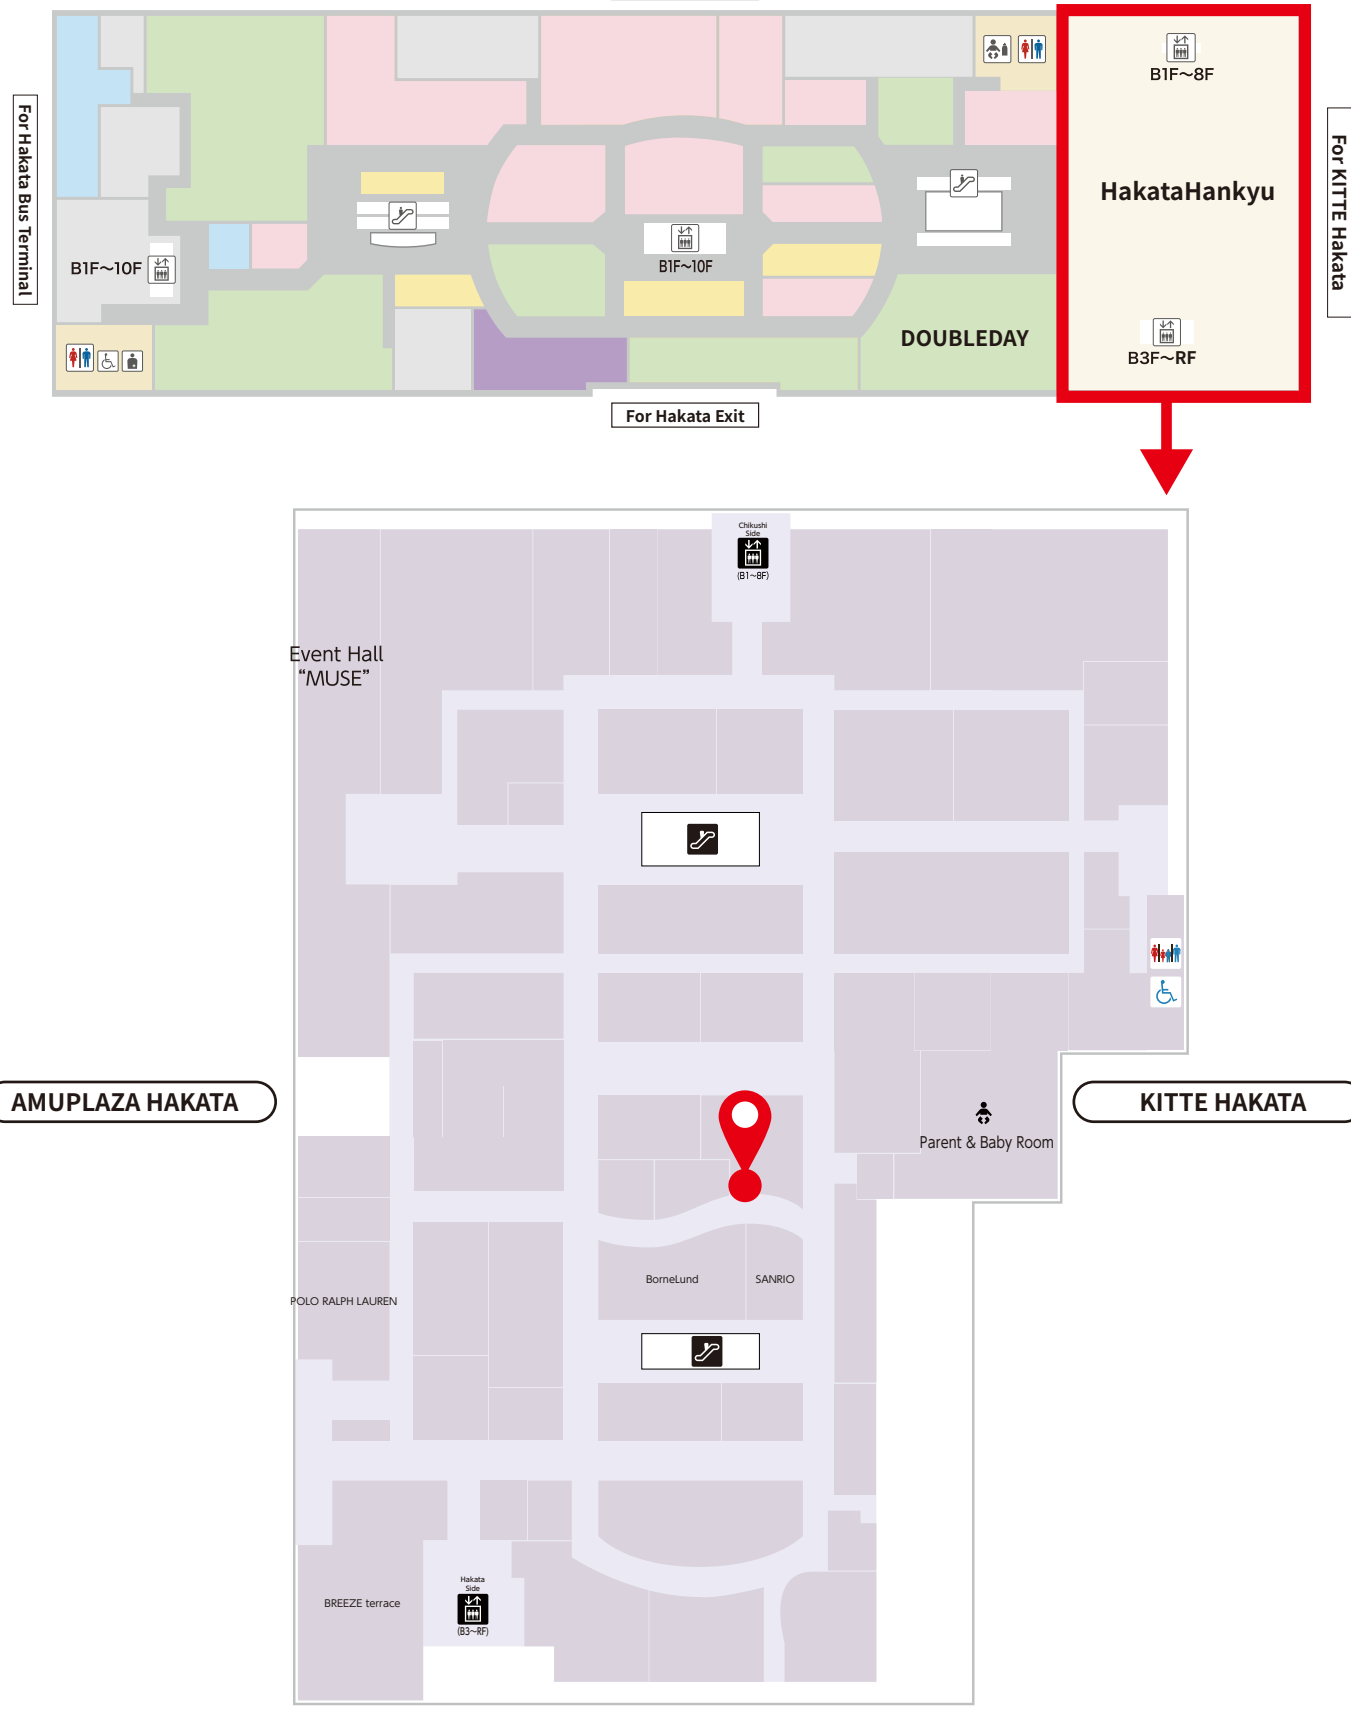 For Hakata Bus Terminal
B1F～8F
HakataHankyu
For KITTE Hakata
B1F～10F
B1F～10F
DOUBLEDAY
B3F～RF
For Hakata Exit
Chikushi
Side
(B1～8F)
Event Hall
“MUSE”
AMUPLAZA HAKATA
KITTE HAKATA
Parent & Baby Room
BorneLund
SANRIO
POLO RALPH LAUREN
Hakata
Side
(B3～RF)
BREEZE terrace